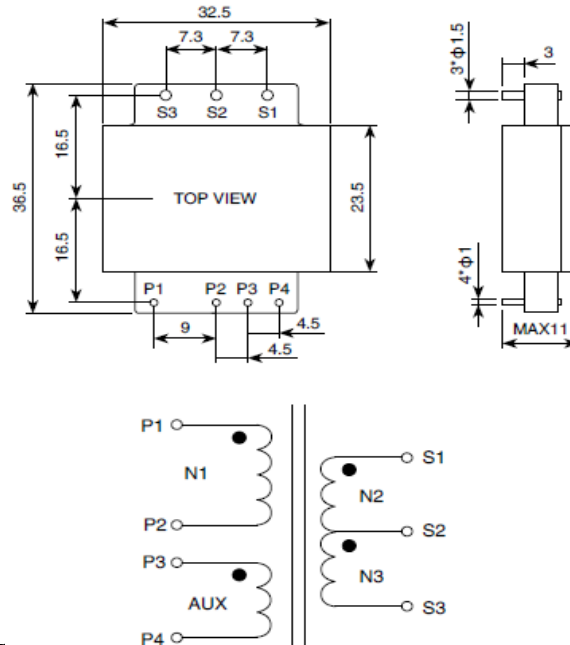 32.5
7.3 7.3
3*Φ1.5
3
S3 S2 S1
16.5
36.5
TOP VIEW
23.5
16.5
P1 P2 P3 P4
4*Φ1
9
4.5
4.5
MAX11
P1
N1
P2
P3
AUX
P4
S1
N2
S2
N3
S3